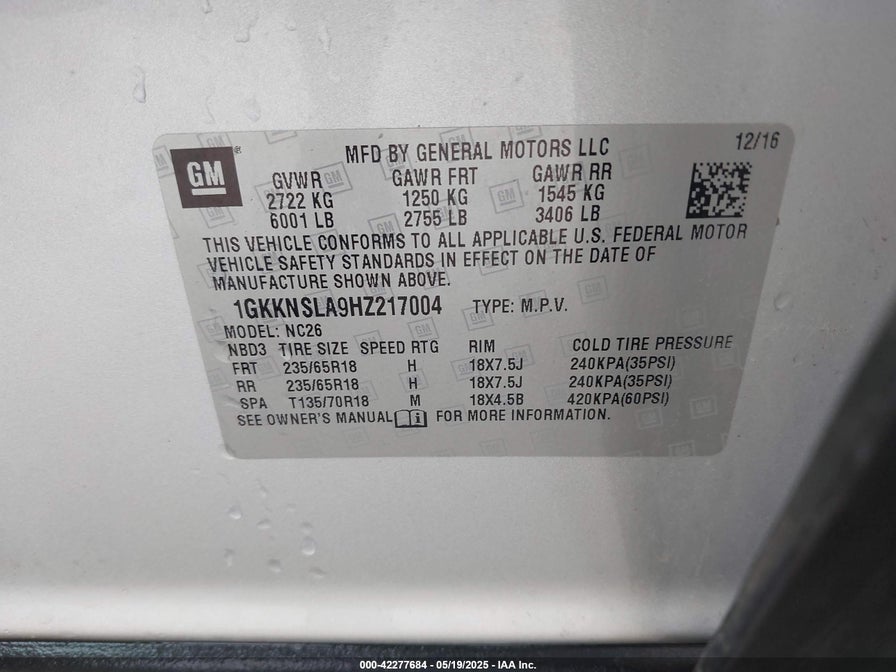 GM
MFD BY GENERAL MOTORS LLC
12/16
GVWR GAWR FRT GAWR RR
2722 KG 1250 KG 1545 KG
6001 LB 2755 LB 3406 LB
THIS VEHICLE CONFORMS TO ALL APPLICABLE U.S. FEDERAL MOTOR
VEHICLE SAFETY STANDARDS IN EFFECT ON THE DATE OF
MANUFACTURE SHOWN ABOVE.
1GKKNSLA9HZ217004 TYPE: M.P.V.
MODEL: NC26
NBD3 TIRE SIZE SPEED RTG RIM COLD TIRE PRESSURE
FRT 235/65R18 H 18X7.5J 240KPA(35PSI)
RR 235/65R18 H 18X7.5J 240KPA(35PSI)
SPA T135/70R18 M 18X4.5B 420KPA(60PSI)
SEE OWNER'S MANUAL i FOR MORE INFORMATION.
000-42277684 - 05/19/2025 - IAA Inc.